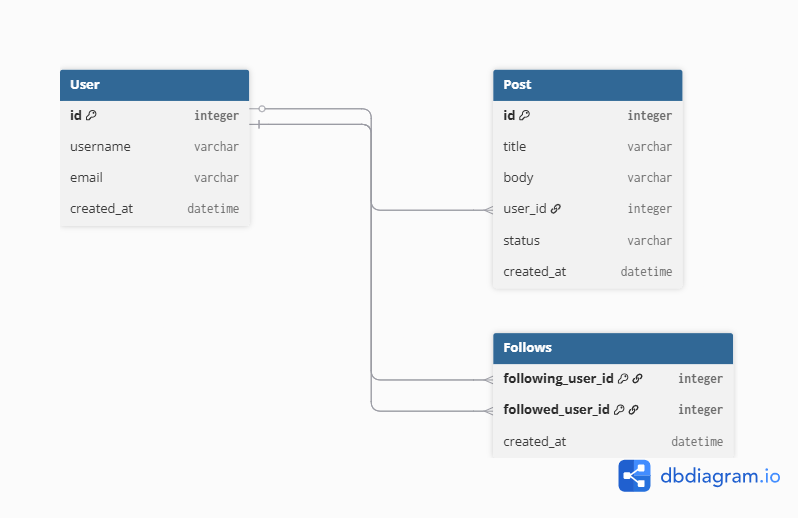 User
id integer
username varchar
email varchar
created_at datetime
Post
id integer
title varchar
body varchar
user_id integer
status varchar
created_at datetime
Follows
following_user_id integer
followed_user_id integer
created_at datetime
dbdiagram.io